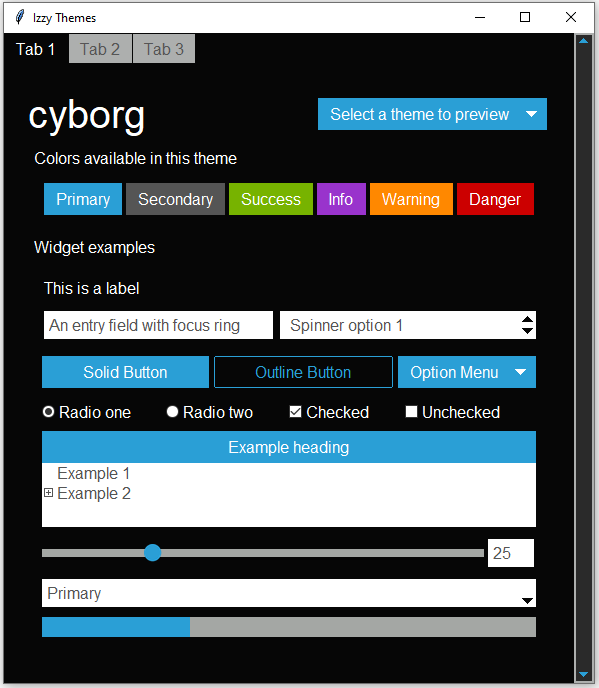 Izzy Themes
Tab 1 Tab 2 Tab 3
cyborg Select a theme to preview
Colors available in this theme
Primary Secondary Success Info Warning Danger
Widget examples
This is a label
An entry field with focus ring Spinner option 1
Solid Button Outline Button Option Menu
Radio one Radio two Checked Unchecked
Example heading
Example 1
Example 2
25
Primary